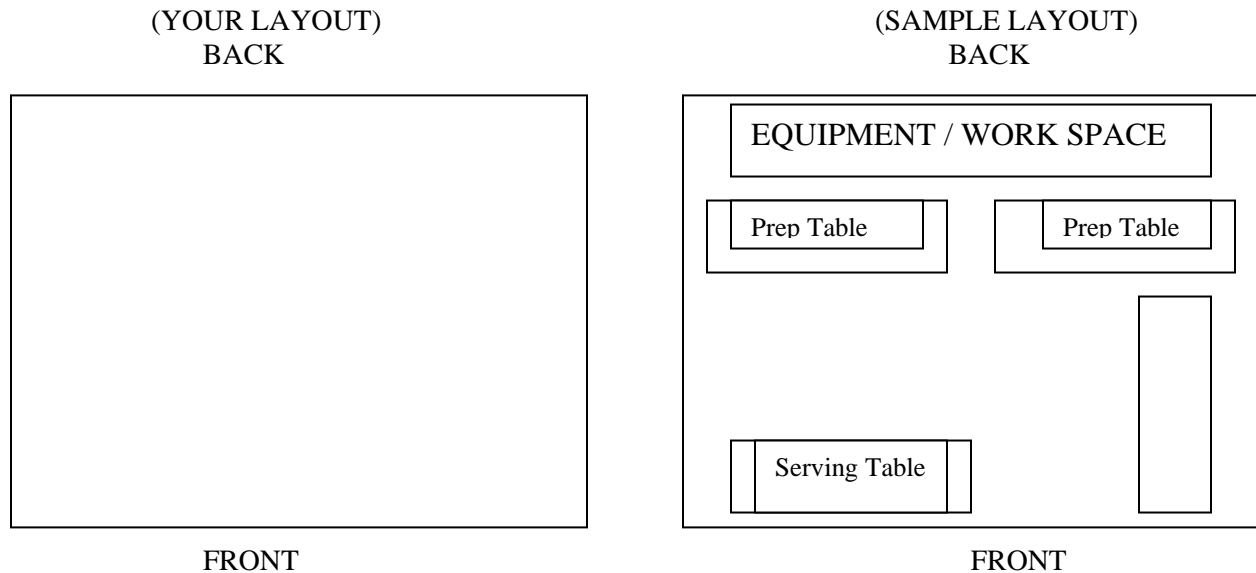 (YOUR LAYOUT)
BACK
FRONT
(SAMPLE LAYOUT)
BACK
EQUIPMENT / WORK SPACE
Prep Table
Prep Table
Serving Table
FRONT